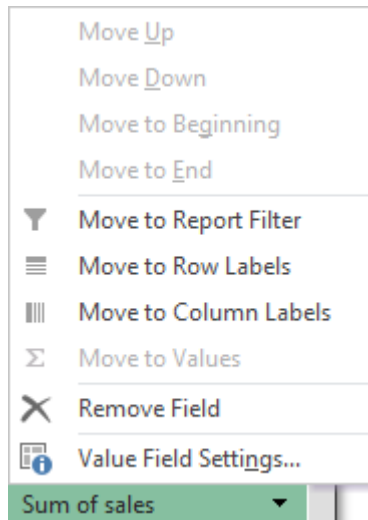 Move Up
Move Down
Move to Beginning
Move to End
Move to Report Filter
Move to Row Labels
Move to Column Labels
Σ Move to Values
Remove Field
Value Field Settings...
Sum of sales